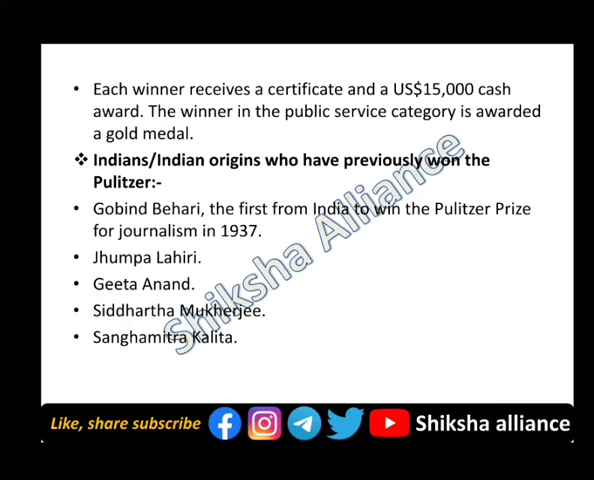 • Each winner receives a certificate and a US$15,000 cash
award. The winner in the public service category is awarded
a gold medal.
❖ Indians/Indian origins who have previously won the
Pulitzer:-
• Gobind Behari, the first from India to win the Pulitzer Prize
for journalism in 1937.
• Jhumpa Lahiri.
• Geeta Anand.
• Siddhartha Mukherjee.
• Sanghamitra Kalita.
Shiksha Alliance
Like, share subscribe Shiksha alliance